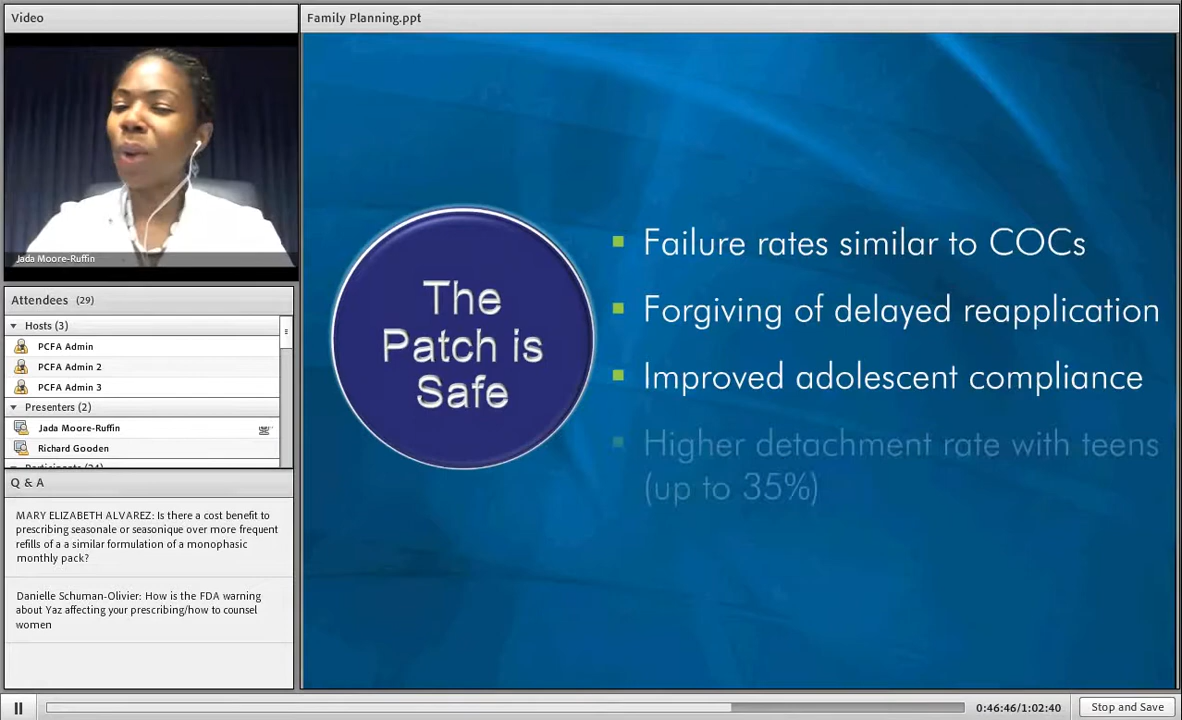 Video
Jada Moore-Ruffin
Attendees (29)
Hosts (3)
PCFA Admin
PCFA Admin 2
PCFA Admin 3
Presenters (2)
Jada Moore-Ruffin
Richard Gooden
Q & A
MARY ELIZABETH ALVAREZ: Is there a cost benefit to
prescribing seasonale or seasonique over more frequent
refills of a a similar formulation of a monophasic
monthly pack?
Danielle Schuman-Olivier: How is the FDA warning
about Yaz affecting your prescribing/how to counsel
women
Family Planning.ppt
The
Patch is
Safe
Failure rates similar to COCs
Forgiving of delayed reapplication
Improved adolescent compliance
Higher detachment rate with teens
(up to 35%)
0:46:46/1:02:40
Stop and Save